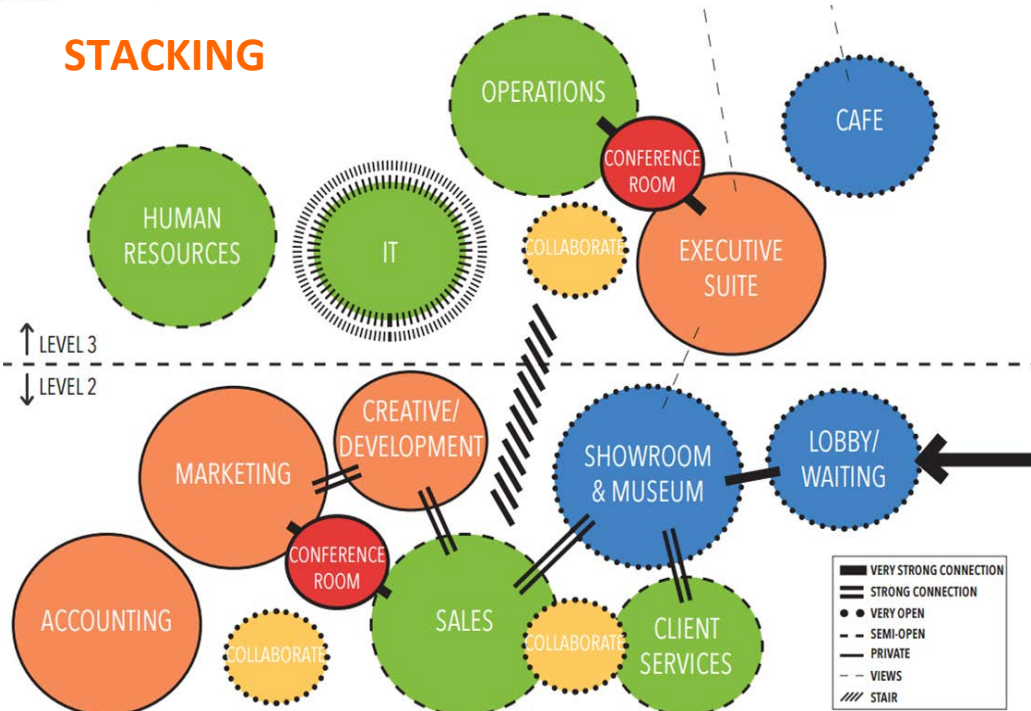 STACKING
OPERATIONS
CAFE
CONFERENCE
ROOM
HUMAN
RESOURCES
IT
COLLABORATE
EXECUTIVE
SUITE
LEVEL 3
LEVEL 2
CREATIVE/
DEVELOPMENT
MARKETING
SHOWROOM
& MUSEUM
LOBBY/
WAITING
CONFERENCE
ROOM
ACCOUNTING
SALES
COLLABORATE
COLLABORATE
CLIENT
SERVICES
VERY STRONG CONNECTION
STRONG CONNECTION
VERY OPEN
SEMI-OPEN
PRIVATE
VIEWS
STAIR